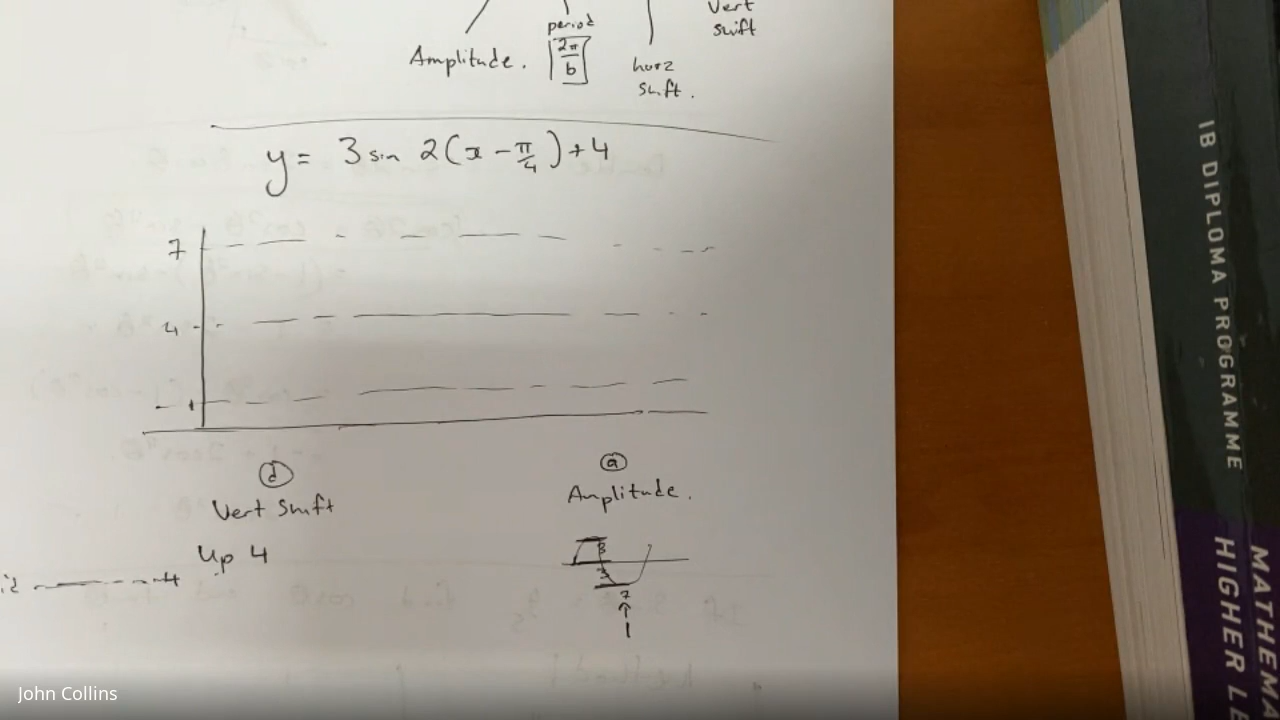 Vert
shift
period
Amplitude.
2π/b
horz
shift.
y = 3 sin 2(x - π/4) + 4
7
4
1
d
a
Vert Shift
Amplitude.
Up 4
3
4
3
7
↑
1
IB DIPLOMA PROGRAMME
HIGHER LE
MATHEMA
John Collins